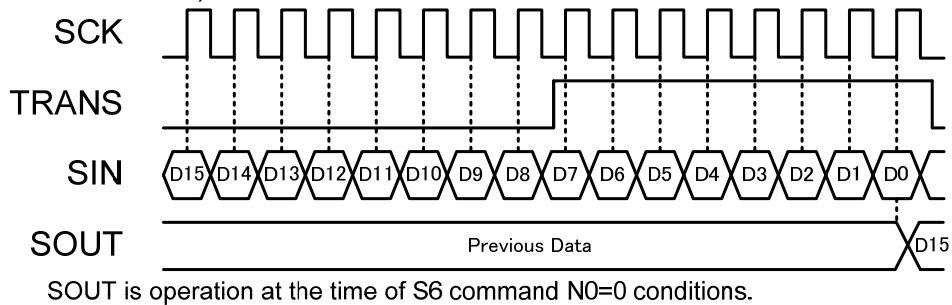 SCK
TRANS
SIN D15 D14 D13 D12 D11 D10 D9 D8 D7 D6 D5 D4 D3 D2 D1 D0
SOUT Previous Data D15
SOUT is operation at the time of S6 command N0=0 conditions.